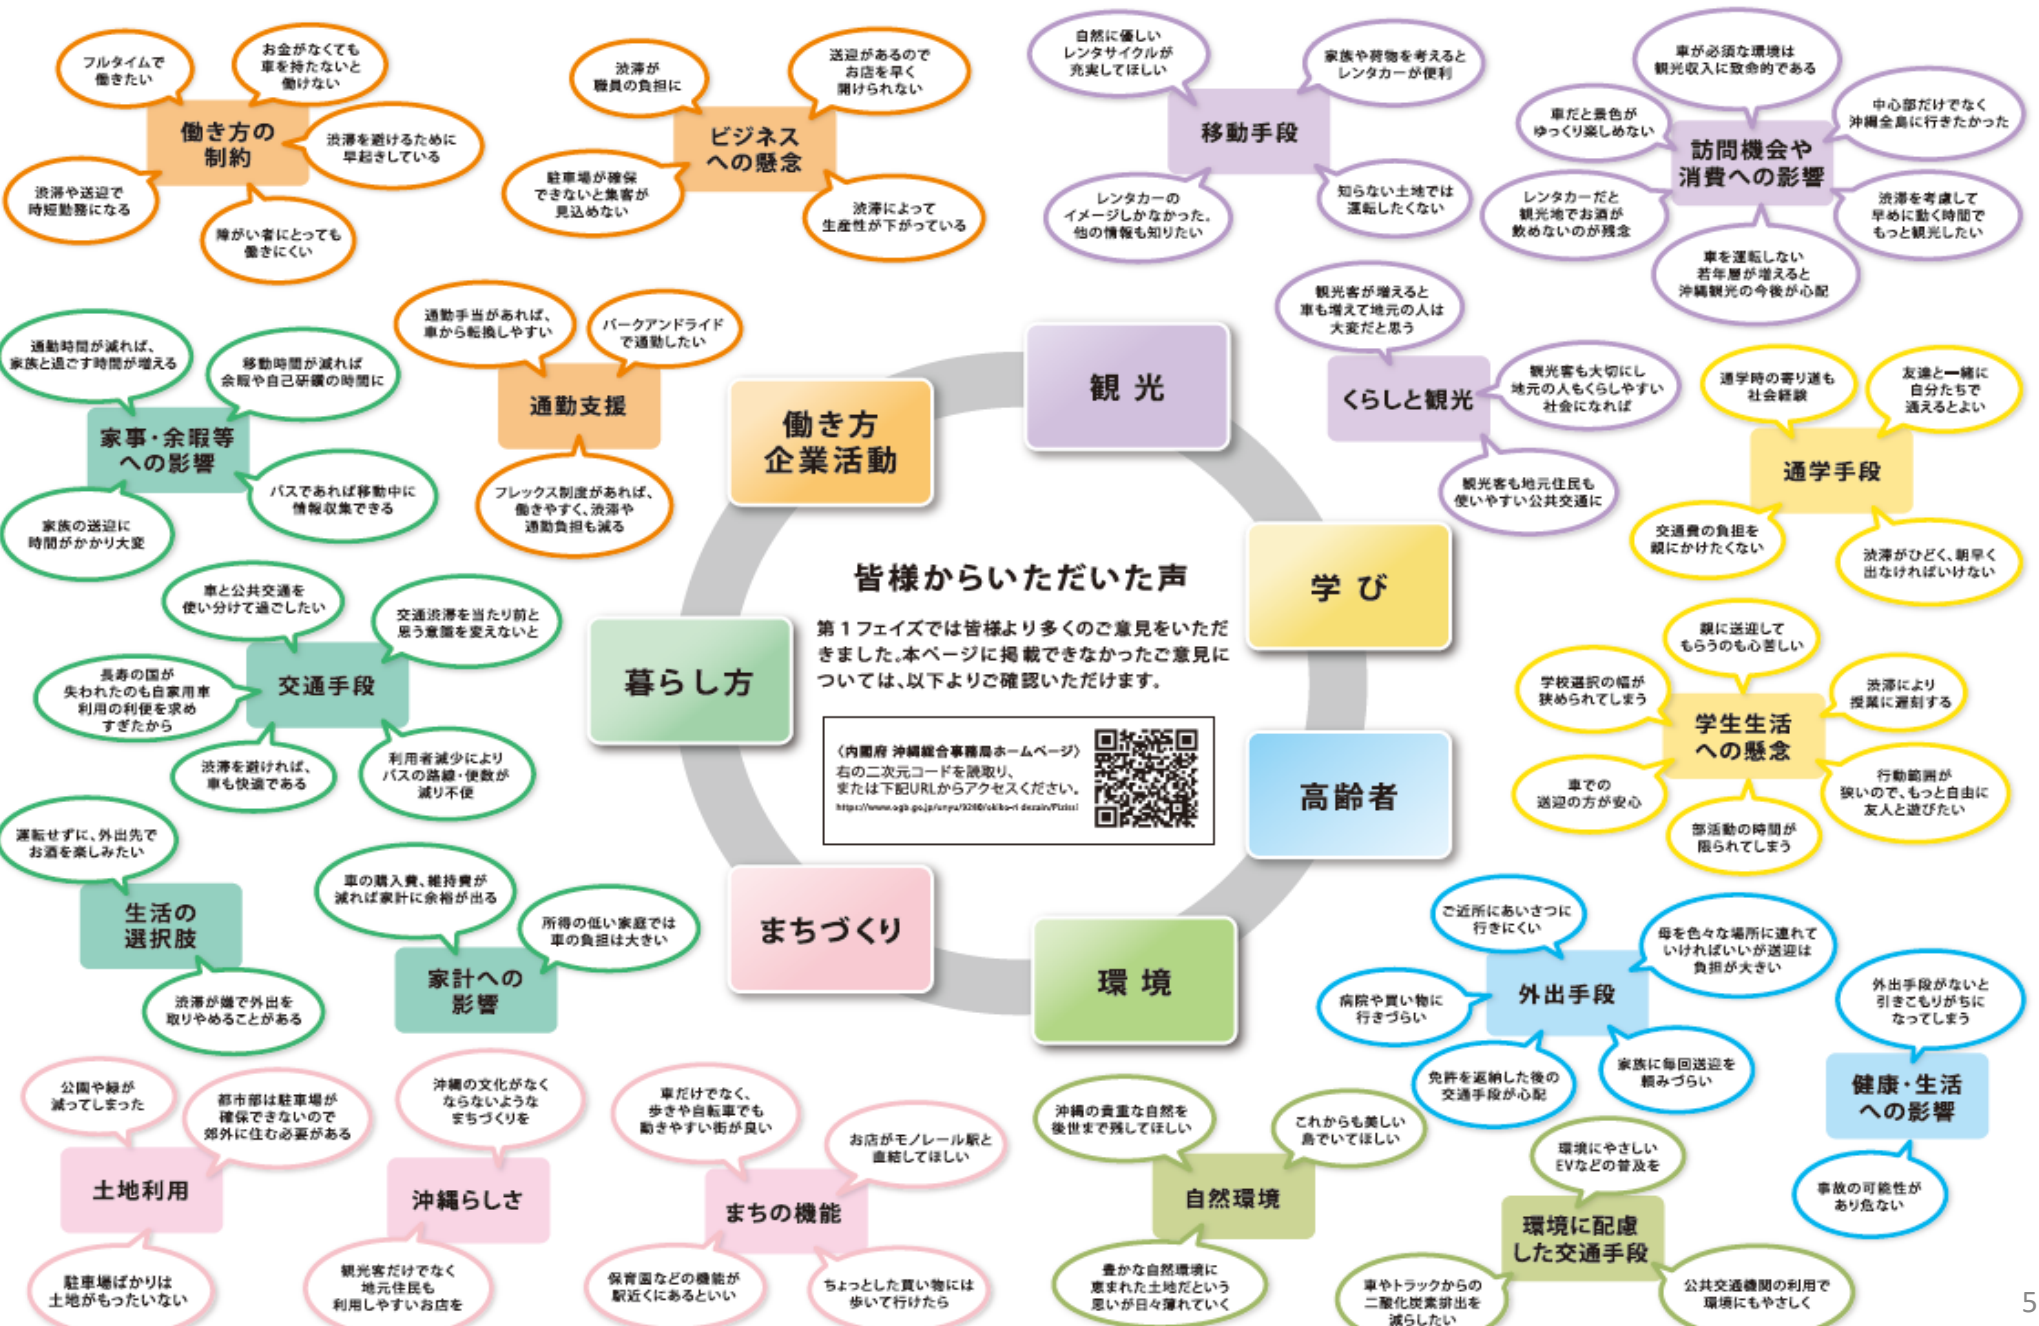 フルタイムで
働きたい
お金がなくても
車を持たないと
働けない
働き方の
制約
渋滞を避けるために
早起きしている
渋滞や送迎で
時短勤務になる
障がい者にとっても
働きにくい
渋滞が
職員の負担に
送迎があるので
お店を早く
開けられない
ビジネス
への懸念
駐車場が確保
できないと集客が
見込めない
渋滞によって
生産性が下がっている
通勤手当があれば、
車から転換しやすい
パークアンドライド
で通勤したい
通勤支援
フレックス制度があれば、
働きやすく、渋滞や
通勤負担も減る
自然に優しい
レンタサイクルが
充実してほしい
家族や荷物を考えると
レンタカーが便利
移動手段
レンタカーの
イメージしかなかった。
他の情報も知りたい
知らない土地では
運転したくない
車が必須な環境は
観光収入に致命的である
車だと景色が
ゆっくり楽しめない
中心部だけでなく
沖縄全島に行きたかった
訪問機会や
消費への影響
レンタカーだと
観光地でお酒が
飲めないのが残念
渋滞を考慮して
早めに動く時間で
もっと観光したい
車を運転しない
若年層が増えると
沖縄観光の今後が心配
観光客が増えると
車も増えて地元の人は
大変だと思う
くらしと観光
観光客も大切にし
地元の人もくらしやすい
社会になれば
観光客も地元住民も
使いやすい公共交通に
通学時の寄り道も
社会経験
友達と一緒に
自分たちで
通えるとよい
通学手段
交通費の負担を
親にかけたくない
渋滞がひどく、朝早く
出なければいけない
通勤時間が減れば、
家族と過ごす時間が増える
移動時間が減れば
余暇や自己研鑽の時間に
家事・余暇等
への影響
家族の送迎に
時間がかかり大変
バスであれば移動中に
情報収集できる
車と公共交通を
使い分けて過ごしたい
交通渋滞を当たり前と
思う意識を変えないと
交通手段
長寿の国が
失われたのも自家用車
利用の利便を求め
すぎたから
渋滞を避ければ、
車も快適である
利用者減少により
バスの路線・便数が
減り不便
働き方
企業活動
観光
学び
暮らし方
高齢者
まちづくり
環境
皆様からいただいた声
第1フェイズでは皆様より多くのご意見をいただ
きました。本ページに掲載できなかったご意見に
ついては、以下よりご確認いただけます。
〈内閣府 沖縄総合事務局ホームページ〉
右の二次元コードを読取り、
または下記URLからアクセスください。
親に送迎して
もらうのも心苦しい
学校選択の幅が
狭められてしまう
渋滞により
授業に遅刻する
学生生活
への懸念
車での
送迎の方が安心
行動範囲が
狭いので、もっと自由に
友人と遊びたい
部活動の時間が
限られてしまう
運転せずに、外出先で
お酒を楽しみたい
生活の
選択肢
渋滞が嫌で外出を
取りやめることがある
車の購入費、維持費が
減れば家計に余裕が出る
所得の低い家庭では
車の負担は大きい
家計への
影響
ご近所にあいさつに
行きにくい
母を色々な場所に連れて
いければいいが送迎は
負担が大きい
外出手段
病院や買い物に
行きづらい
免許を返納した後の
交通手段が心配
家族に毎回送迎を
頼みづらい
外出手段がないと
引きこもりがちに
なってしまう
健康・生活
への影響
事故の可能性が
あり危ない
公園や緑が
減ってしまった
都市部は駐車場が
確保できないので
郊外に住む必要がある
土地利用
駐車場ばかりは
土地がもったいない
沖縄の文化がなく
ならないような
まちづくりを
沖縄らしさ
観光客だけでなく
地元住民も
利用しやすいお店を
車だけでなく、
歩きや自転車でも
動きやすい街が良い
お店がモノレール駅と
直結してほしい
まちの機能
保育園などの機能が
駅近くにあるといい
ちょっとした買い物には
歩いて行けたら
沖縄の貴重な自然を
後世まで残してほしい
これからも美しい
島でいてほしい
自然環境
豊かな自然環境に
恵まれた土地だという
思いが日々薄れていく
環境にやさしい
EVなどの普及を
環境に配慮
した交通手段
車やトラックからの
二酸化炭素排出を
減らしたい
公共交通機関の利用で
環境にもやさしく
5